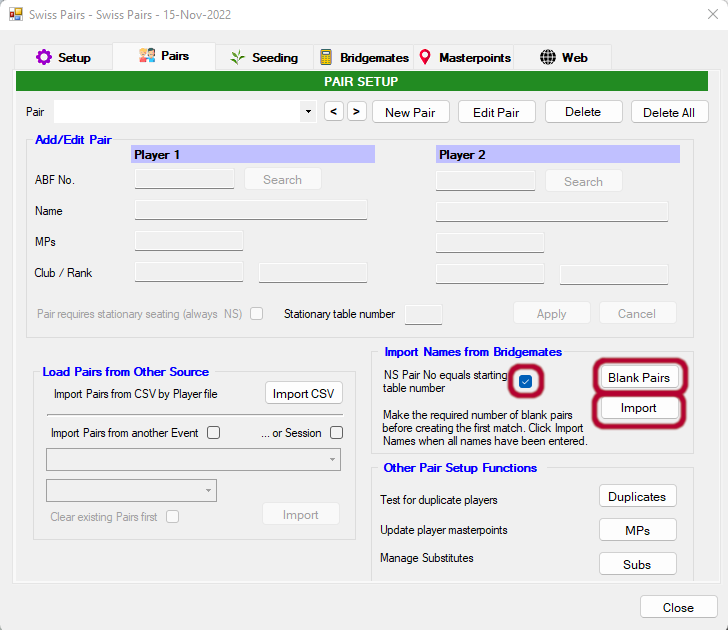 Swiss Pairs - Swiss Pairs - 15-Nov-2022
Setup Pairs Seeding Bridgemates Masterpoints Web
PAIR SETUP
Pair < > New Pair Edit Pair Delete Delete All
Add/Edit Pair
Player 1 Player 2
ABF No. Search Search
Name
MPs
Club / Rank
Pair requires stationary seating (always NS) Stationary table number Apply Cancel
Load Pairs from Other Source
Import Pairs from CSV by Player file Import CSV
Import Pairs from another Event ... or Session
Clear existing Pairs first Import
Import Names from Bridgemates
NS Pair No equals starting
table number
Blank Pairs
Import
Make the required number of blank pairs
before creating the first match. Click Import
Names when all names have been entered.
Other Pair Setup Functions
Test for duplicate players Duplicates
Update player masterpoints MPs
Manage Substitutes Subs
Close